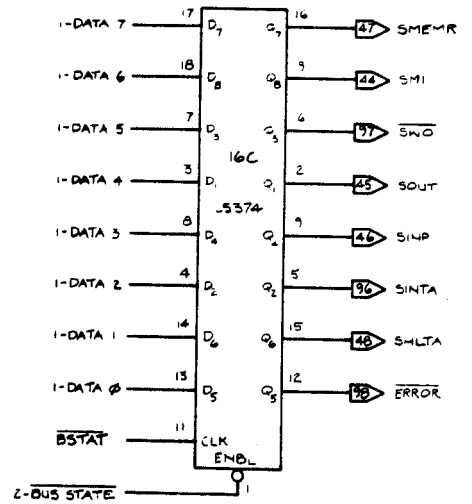 17 16
1-DATA 7 D7 Q7 47 SMEMR
18 9
1-DATA 6 D8 Q8 44 SM1
7 6
1-DATA 5 D3 Q3 97 SWO
16C
3 2
1-DATA 4 D1 Q1 45 SOUT
LS374
8 9
1-DATA 3 D4 Q4 46 SINP
4 5
1-DATA 2 D2 Q2 96 SINTA
14 15
1-DATA 1 D6 Q6 48 SHLTA
13 12
1-DATA 0 D5 Q5 98 ERROR
11
BSTAT CLK
ENBL
2-BUS STATE 1